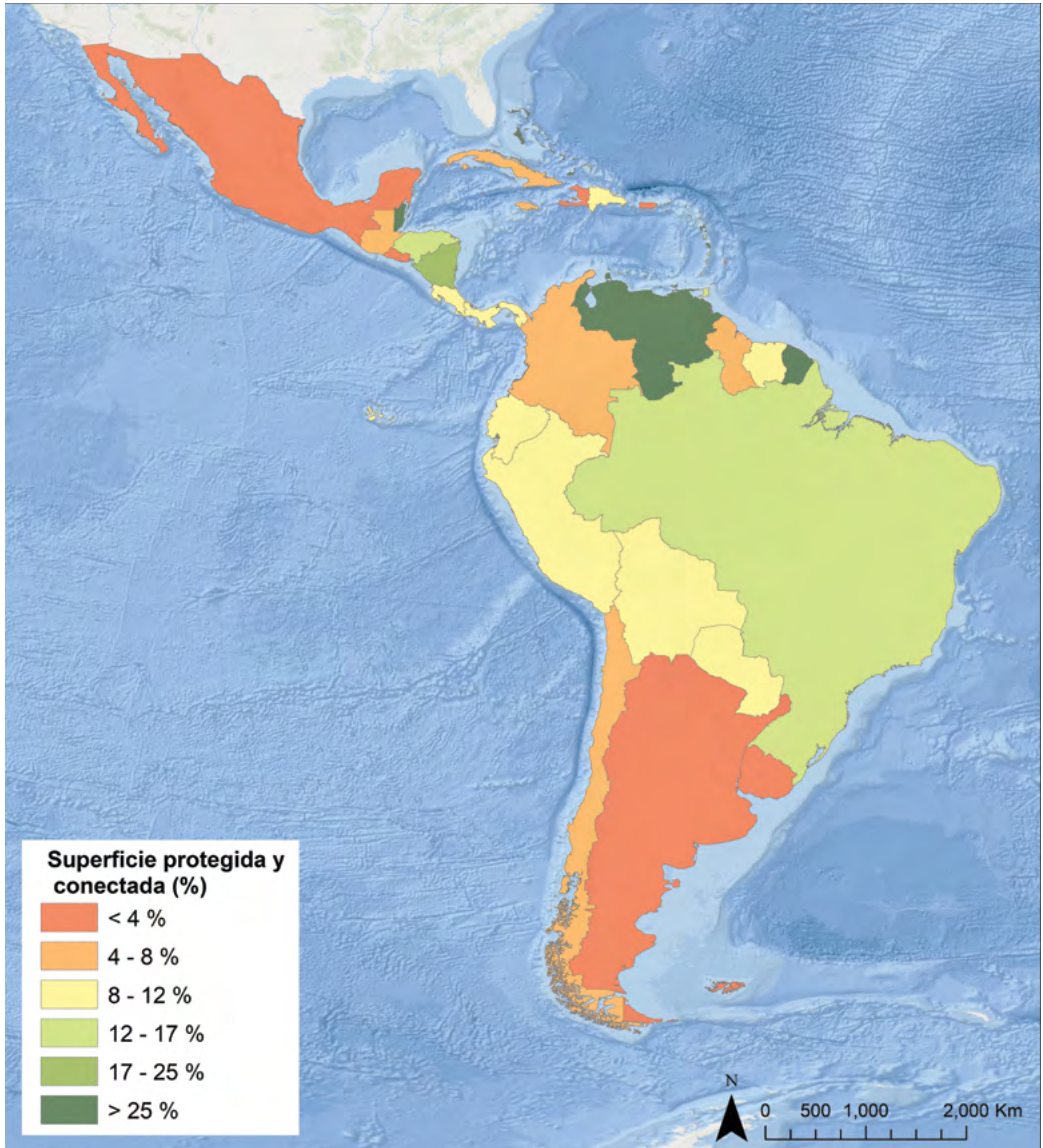 Superficie protegida y
conectada (%)
< 4 %
4 - 8 %
8 - 12 %
12 - 17 %
17 - 25 %
> 25 %
N
0 500 1,000 2,000 Km